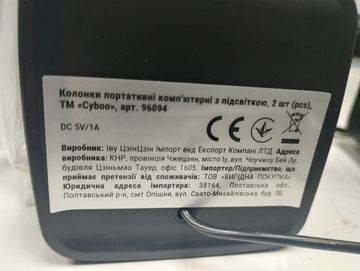 Колонки портативні комп'ютерні з підсвіткою, 2 шт (pcs),
ТМ «Cyboo», арт. 96094
DC 5V/1A
Виробник: Іву ЦзінЦзін Імпорт енд Експорт Компані ЛТД. Адреса
виробника: КНР, провінція Чжецзян, місто Іу, вул. Чоучжоу Бей Лу,
будівля Цзіньмао Тауер, офіс 1605. Імпортер/Підприємство, що
приймає претензії від споживачів: ТОВ «ВИГІДНА ПОКУПКА»
Юридична адреса імпортера: 38164, Полтавська обл.,
Полтавський р-н, смт Опішня, вул. Свято-Михайлівська, буд. 3Б.